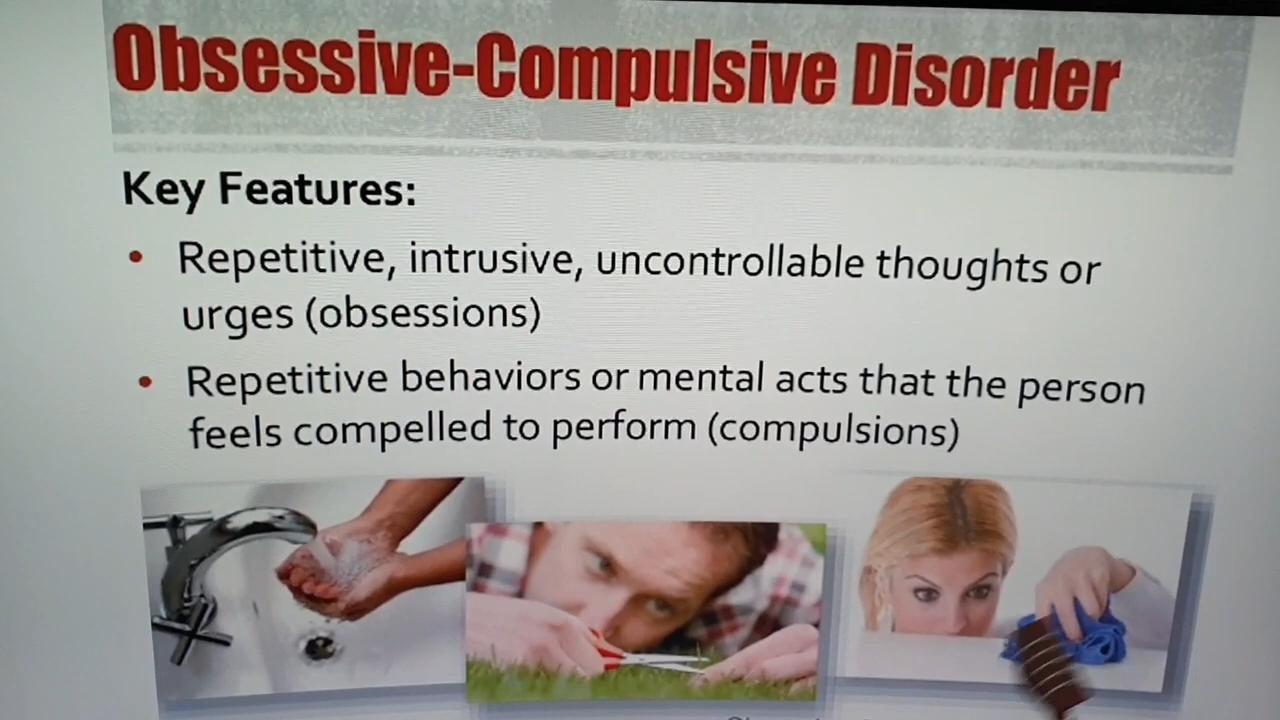 Obsessive-Compulsive Disorder
Key Features:
• Repetitive, intrusive, uncontrollable thoughts or
urges (obsessions)
• Repetitive behaviors or mental acts that the person
feels compelled to perform (compulsions)